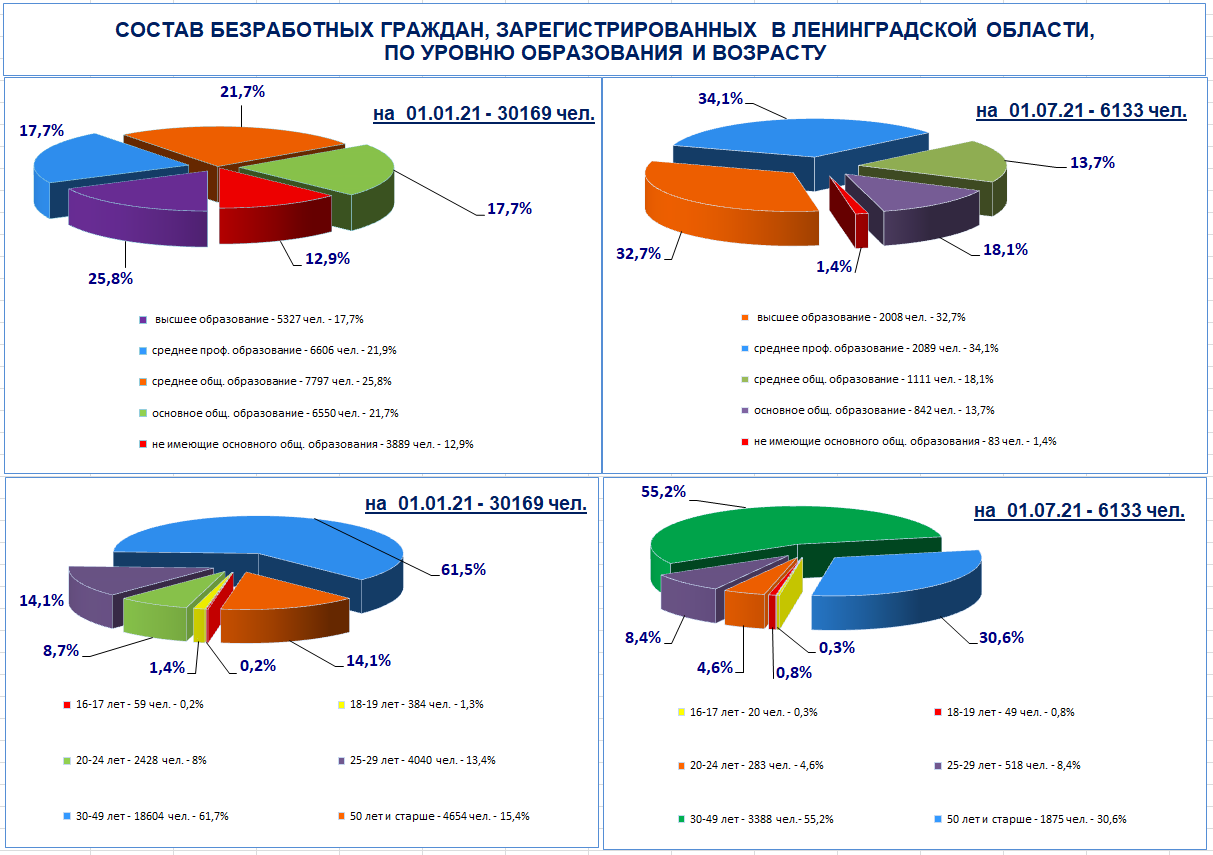 СОСТАВ БЕЗРАБОТНЫХ ГРАЖДАН, ЗАРЕГИСТРИРОВАННЫХ В ЛЕНИНГРАДСКОЙ ОБЛАСТИ,
ПО УРОВНЮ ОБРАЗОВАНИЯ И ВОЗРАСТУ
на 01.01.21 - 30169 чел.
21,7%
17,7%
17,7%
12,9%
25,8%
высшее образование - 5327 чел. - 17,7%
среднее проф. образование - 6606 чел. - 21,9%
среднее общ. образование - 7797 чел. - 25,8%
основное общ. образование - 6550 чел. - 21,7%
не имеющие основного общ. образования - 3889 чел. - 12,9%
на 01.07.21 - 6133 чел.
34,1%
13,7%
32,7%
18,1%
1,4%
высшее образование - 2008 чел. - 32,7%
среднее проф. образование - 2089 чел. - 34,1%
среднее общ. образование - 1111 чел. - 18,1%
основное общ. образование - 842 чел. - 13,7%
не имеющие основного общ. образования - 83 чел. - 1,4%
на 01.01.21 - 30169 чел.
61,5%
14,1%
8,7%
1,4%
0,2%
14,1%
16-17 лет - 59 чел. - 0,2%
18-19 лет - 384 чел. - 1,3%
20-24 лет - 2428 чел. - 8%
25-29 лет - 4040 чел. - 13,4%
30-49 лет - 18604 чел. - 61,7%
50 лет и старше - 4654 чел. - 15,4%
на 01.07.21 - 6133 чел.
55,2%
8,4%
30,6%
0,3%
4,6%
0,8%
16-17 лет - 20 чел. - 0,3%
18-19 лет - 49 чел. - 0,8%
20-24 лет - 283 чел. - 4,6%
25-29 лет - 518 чел. - 8,4%
30-49 лет - 3388 чел.- 55,2%
50 лет и старше - 1875 чел. - 30,6%